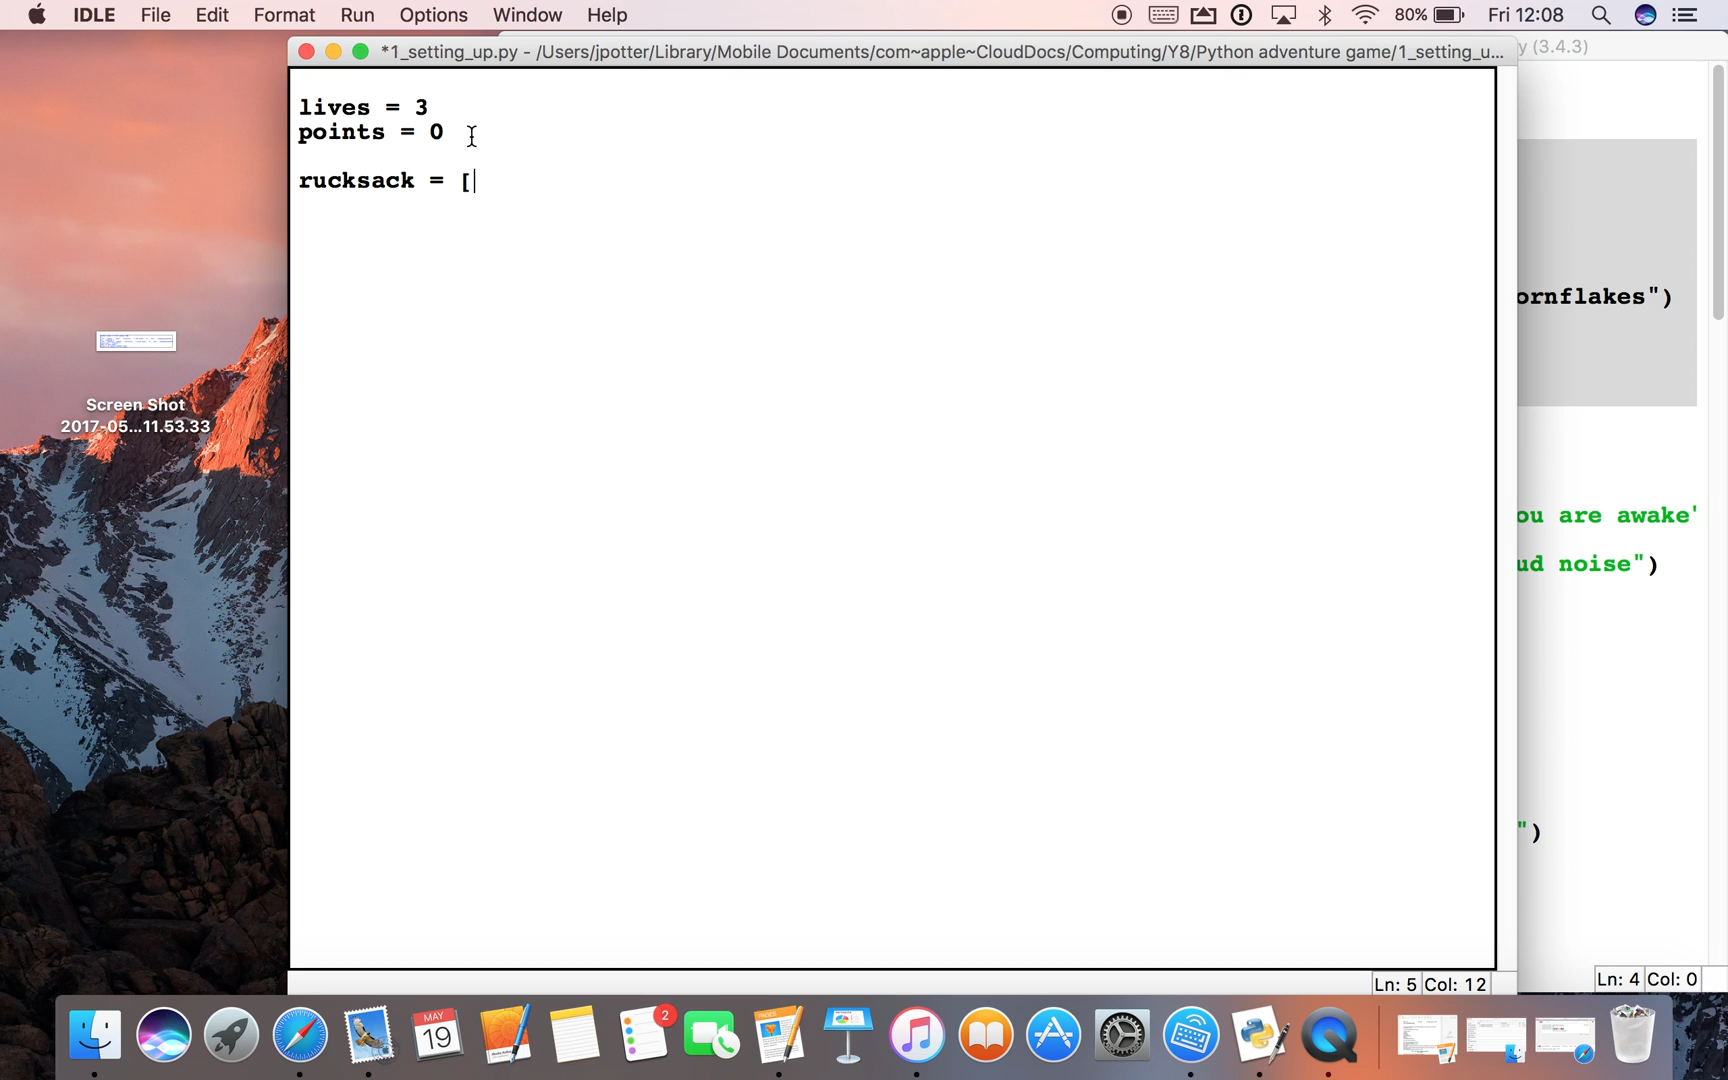 IDLE File Edit Format Run Options Window Help 80% Fri 12:08
*1_setting_up.py - /Users/jpotter/Library/Mobile Documents/com~apple~CloudDocs/Computing/Y8/Python adventure game/1_setting_u...
y (3.4.3)
lives = 3
points = 0
rucksack = [
ornflakes")
Screen Shot
2017-05...11.53.33
ou are awake'
ud noise")
")
Ln: 5 Col: 12
Ln: 4 Col: 0
MAY
19
2
PAGES